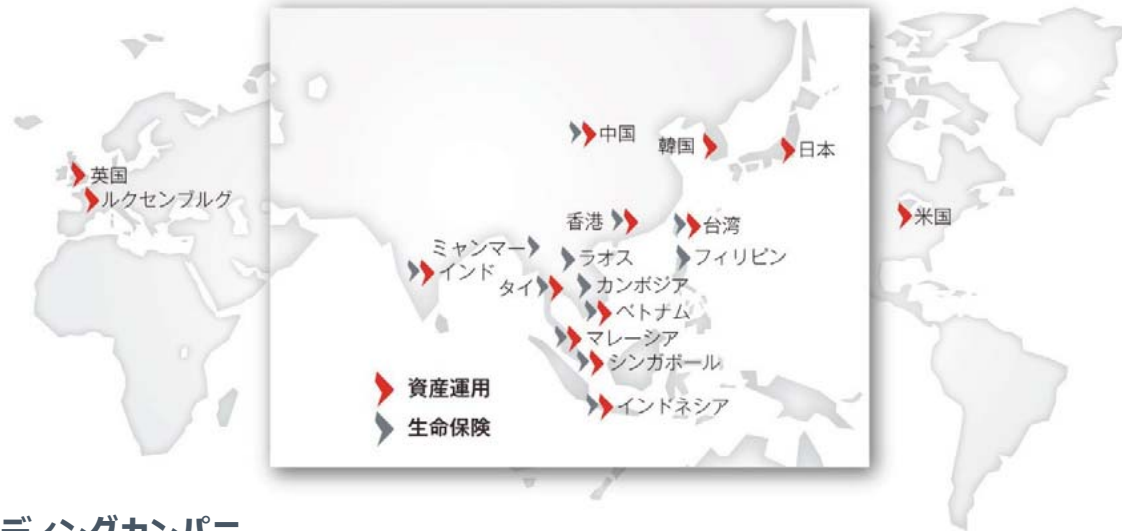 中国
韓国
日本
英国
ルクセンブルグ
香港
台湾
米国
ミャンマー
ラオス
フィリピン
インド
タイ
カンボジア
ベトナム
マレーシア
シンガポール
資産運用
インドネシア
生命保険
ディングカンパニ